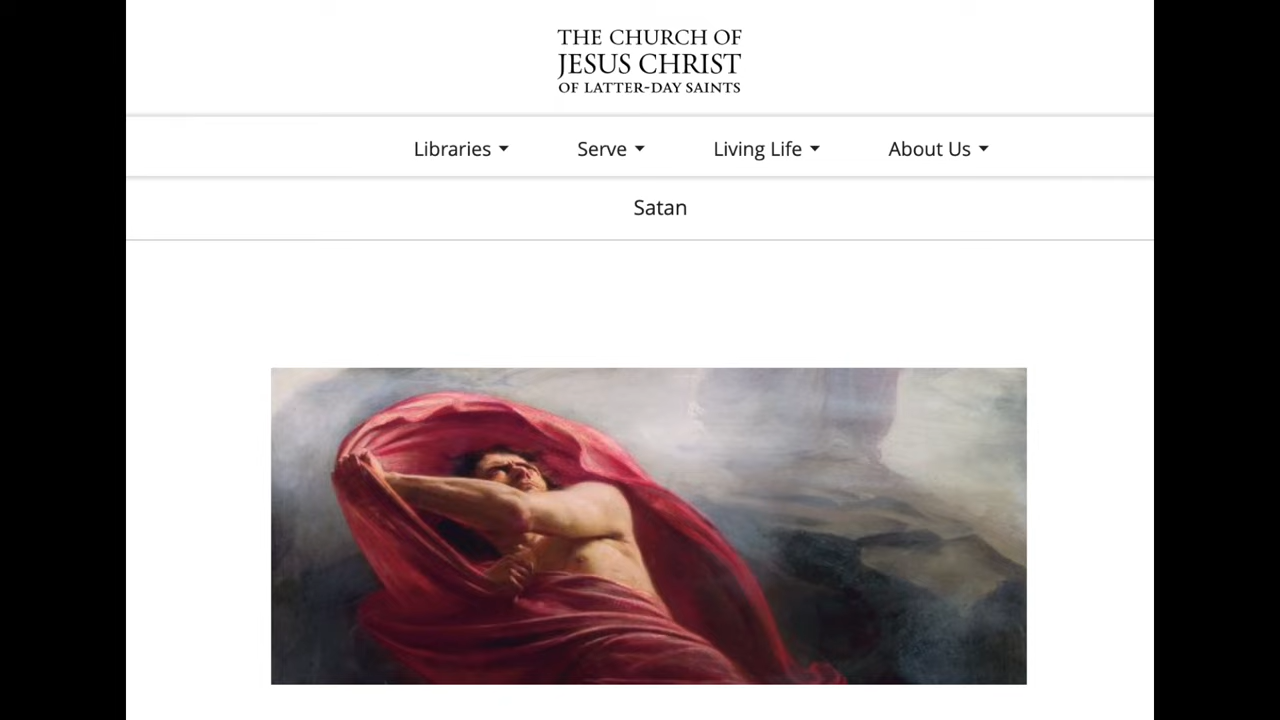 THE CHURCH OF
JESUS CHRIST
OF LATTER-DAY SAINTS
Libraries Serve Living Life About Us
Satan